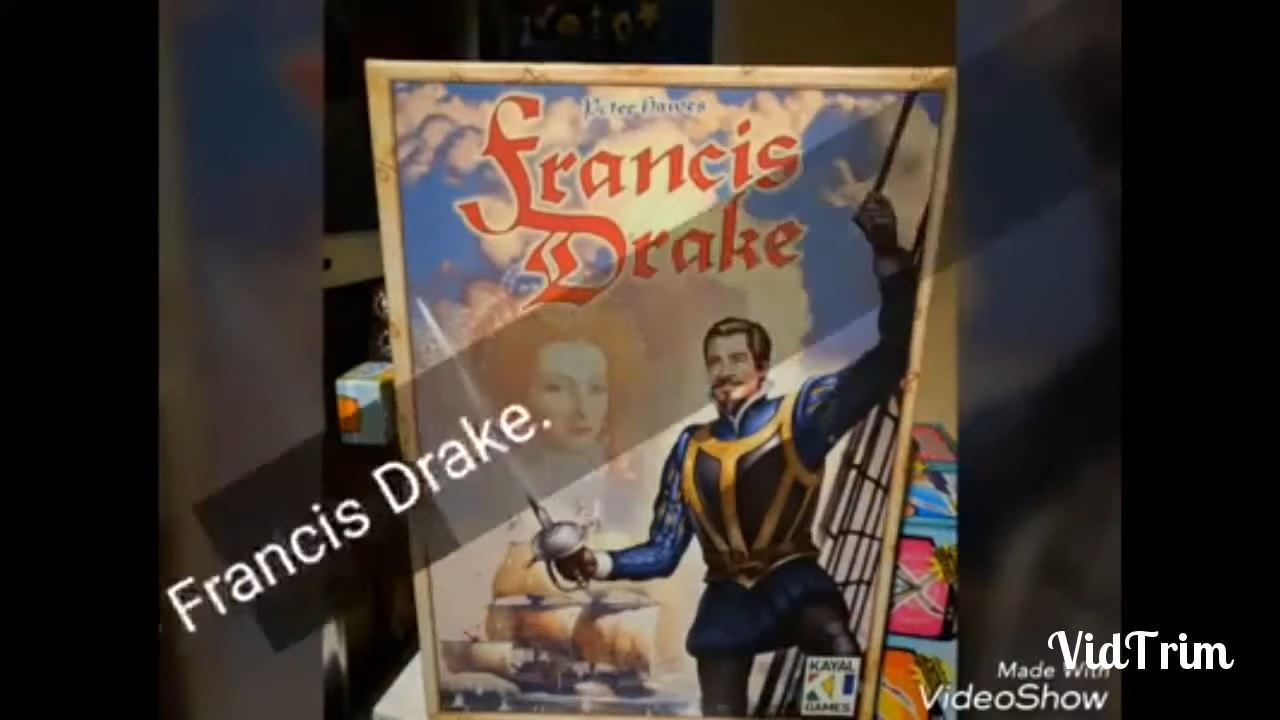 Peter Hawes
Francis
Drake
Francis Drake.
KAYAL
GAMES
VidTrim
Made With
VideoShow